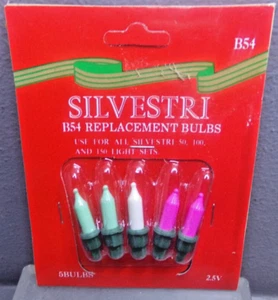 B54
SILVESTRI
B54 REPLACEMENT BULBS
USE FOR ALL SILVESTRI 50, 100,
AND 150 LIGHT SETS.
5BULBS
2.5V